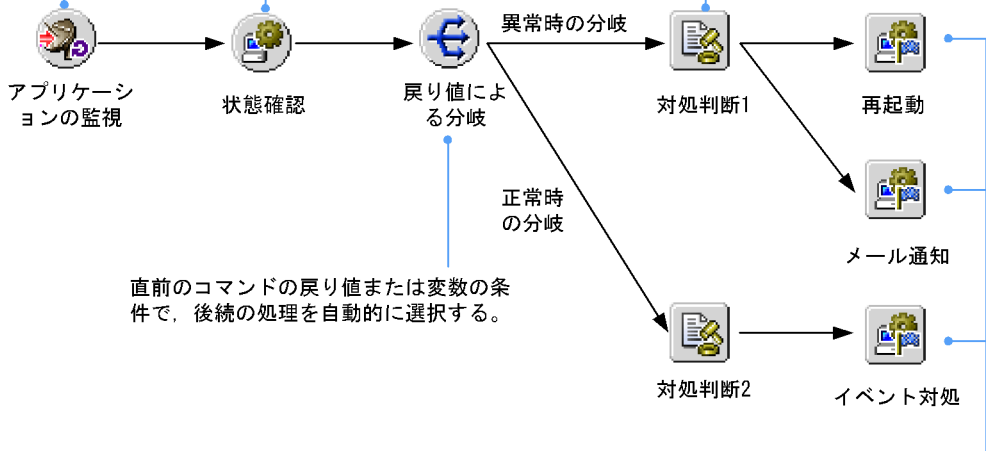 異常時の分岐
アプリケーシ
ョンの監視
状態確認
戻り値によ
る分岐
対処判断1
再起動
正常時
の分岐
メール通知
直前のコマンドの戻り値または変数の条
件で，後続の処理を自動的に選択する。
対処判断2
イベント対処